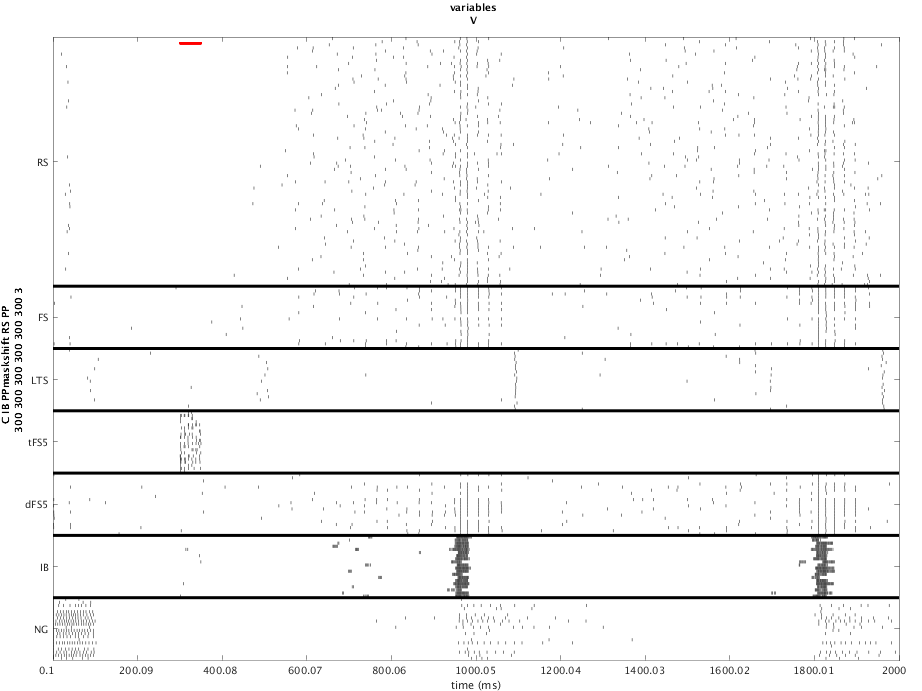 variables
V
C IB PPmaskshift RS PP
300 300 300 300 300 300 300 3
RS
FS
LTS
tFS5
dFS5
IB
NG
0.1 200.09 400.08 600.07 800.06 1000.05 1200.04 1400.03 1600.02 1800.01 2000
time (ms)